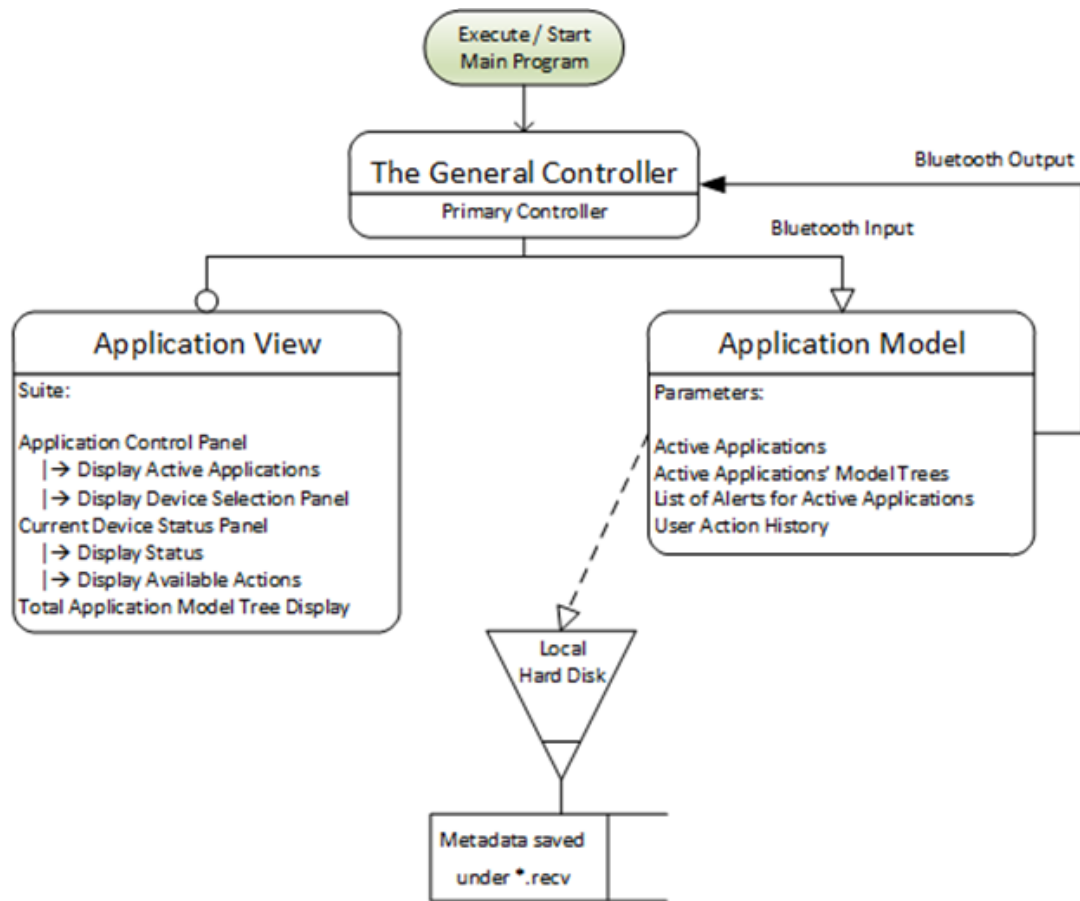 Execute / Start
Main Program
The General Controller
Primary Controller
Bluetooth Output
Bluetooth Input
Application View
Suite:
Application Control Panel
|→ Display Active Applications
|→ Display Device Selection Panel
Current Device Status Panel
|→ Display Status
|→ Display Available Actions
Total Application Model Tree Display
Application Model
Parameters:
Active Applications
Active Applications' Model Trees
List of Alerts for Active Applications
User Action History
Local
Hard Disk
Metadata saved
under *.recv